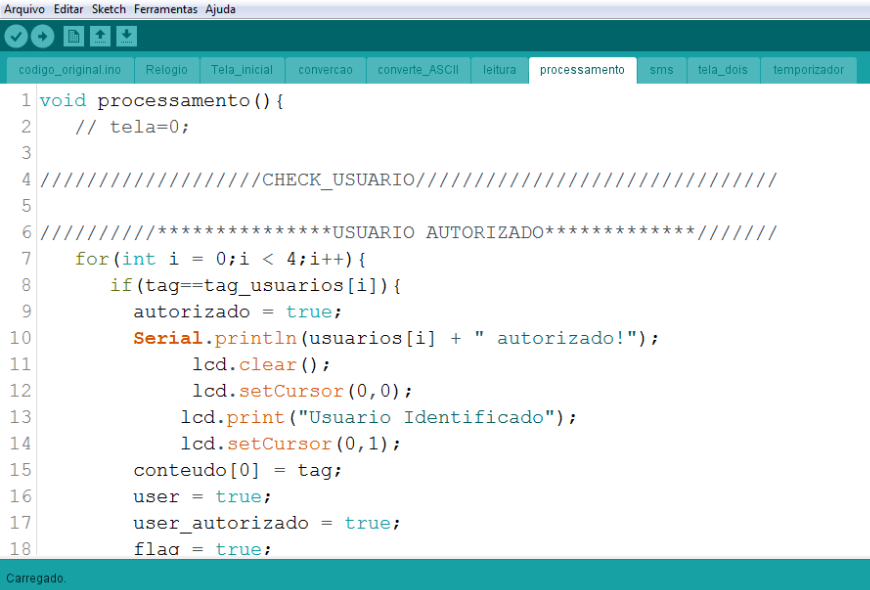 Arquivo Editar Sketch Ferramentas Ajuda
codigo_original.ino Relogio Tela_inicial convercao converte_ASCII leitura processamento sms tela_dois temporizador
1 void processamento(){
2 // tela=0;
3
4 ///////////////////CHECK_USUARIO///////////////////////////////
5
6 //////////***************USUARIO AUTORIZADO*************///////
7 for(int i = 0;i < 4;i++){
8 if(tag==tag_usuarios[i]){
9 autorizado = true;
10 Serial.println(usuarios[i] + " autorizado!");
11 lcd.clear();
12 lcd.setCursor(0,0);
13 lcd.print("Usuario Identificado");
14 lcd.setCursor(0,1);
15 conteudo[0] = tag;
16 user = true;
17 user_autorizado = true;
18 flag = true;
Carregado.